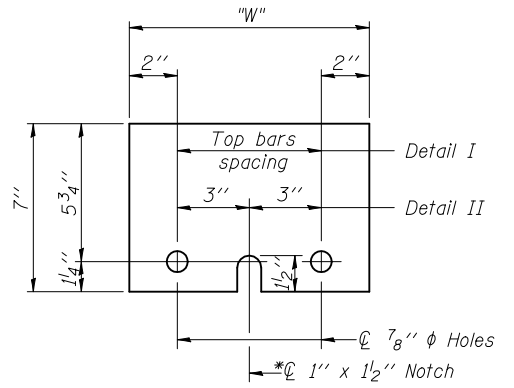 "W"
2"
2"
Top bars
spacing
Detail I
3"
3"
Detail II
7"
5 3/4"
1 1/4"
1 1/2"
℄ 7/8" ϕ Holes
*℄ 1" x 1 1/2" Notch